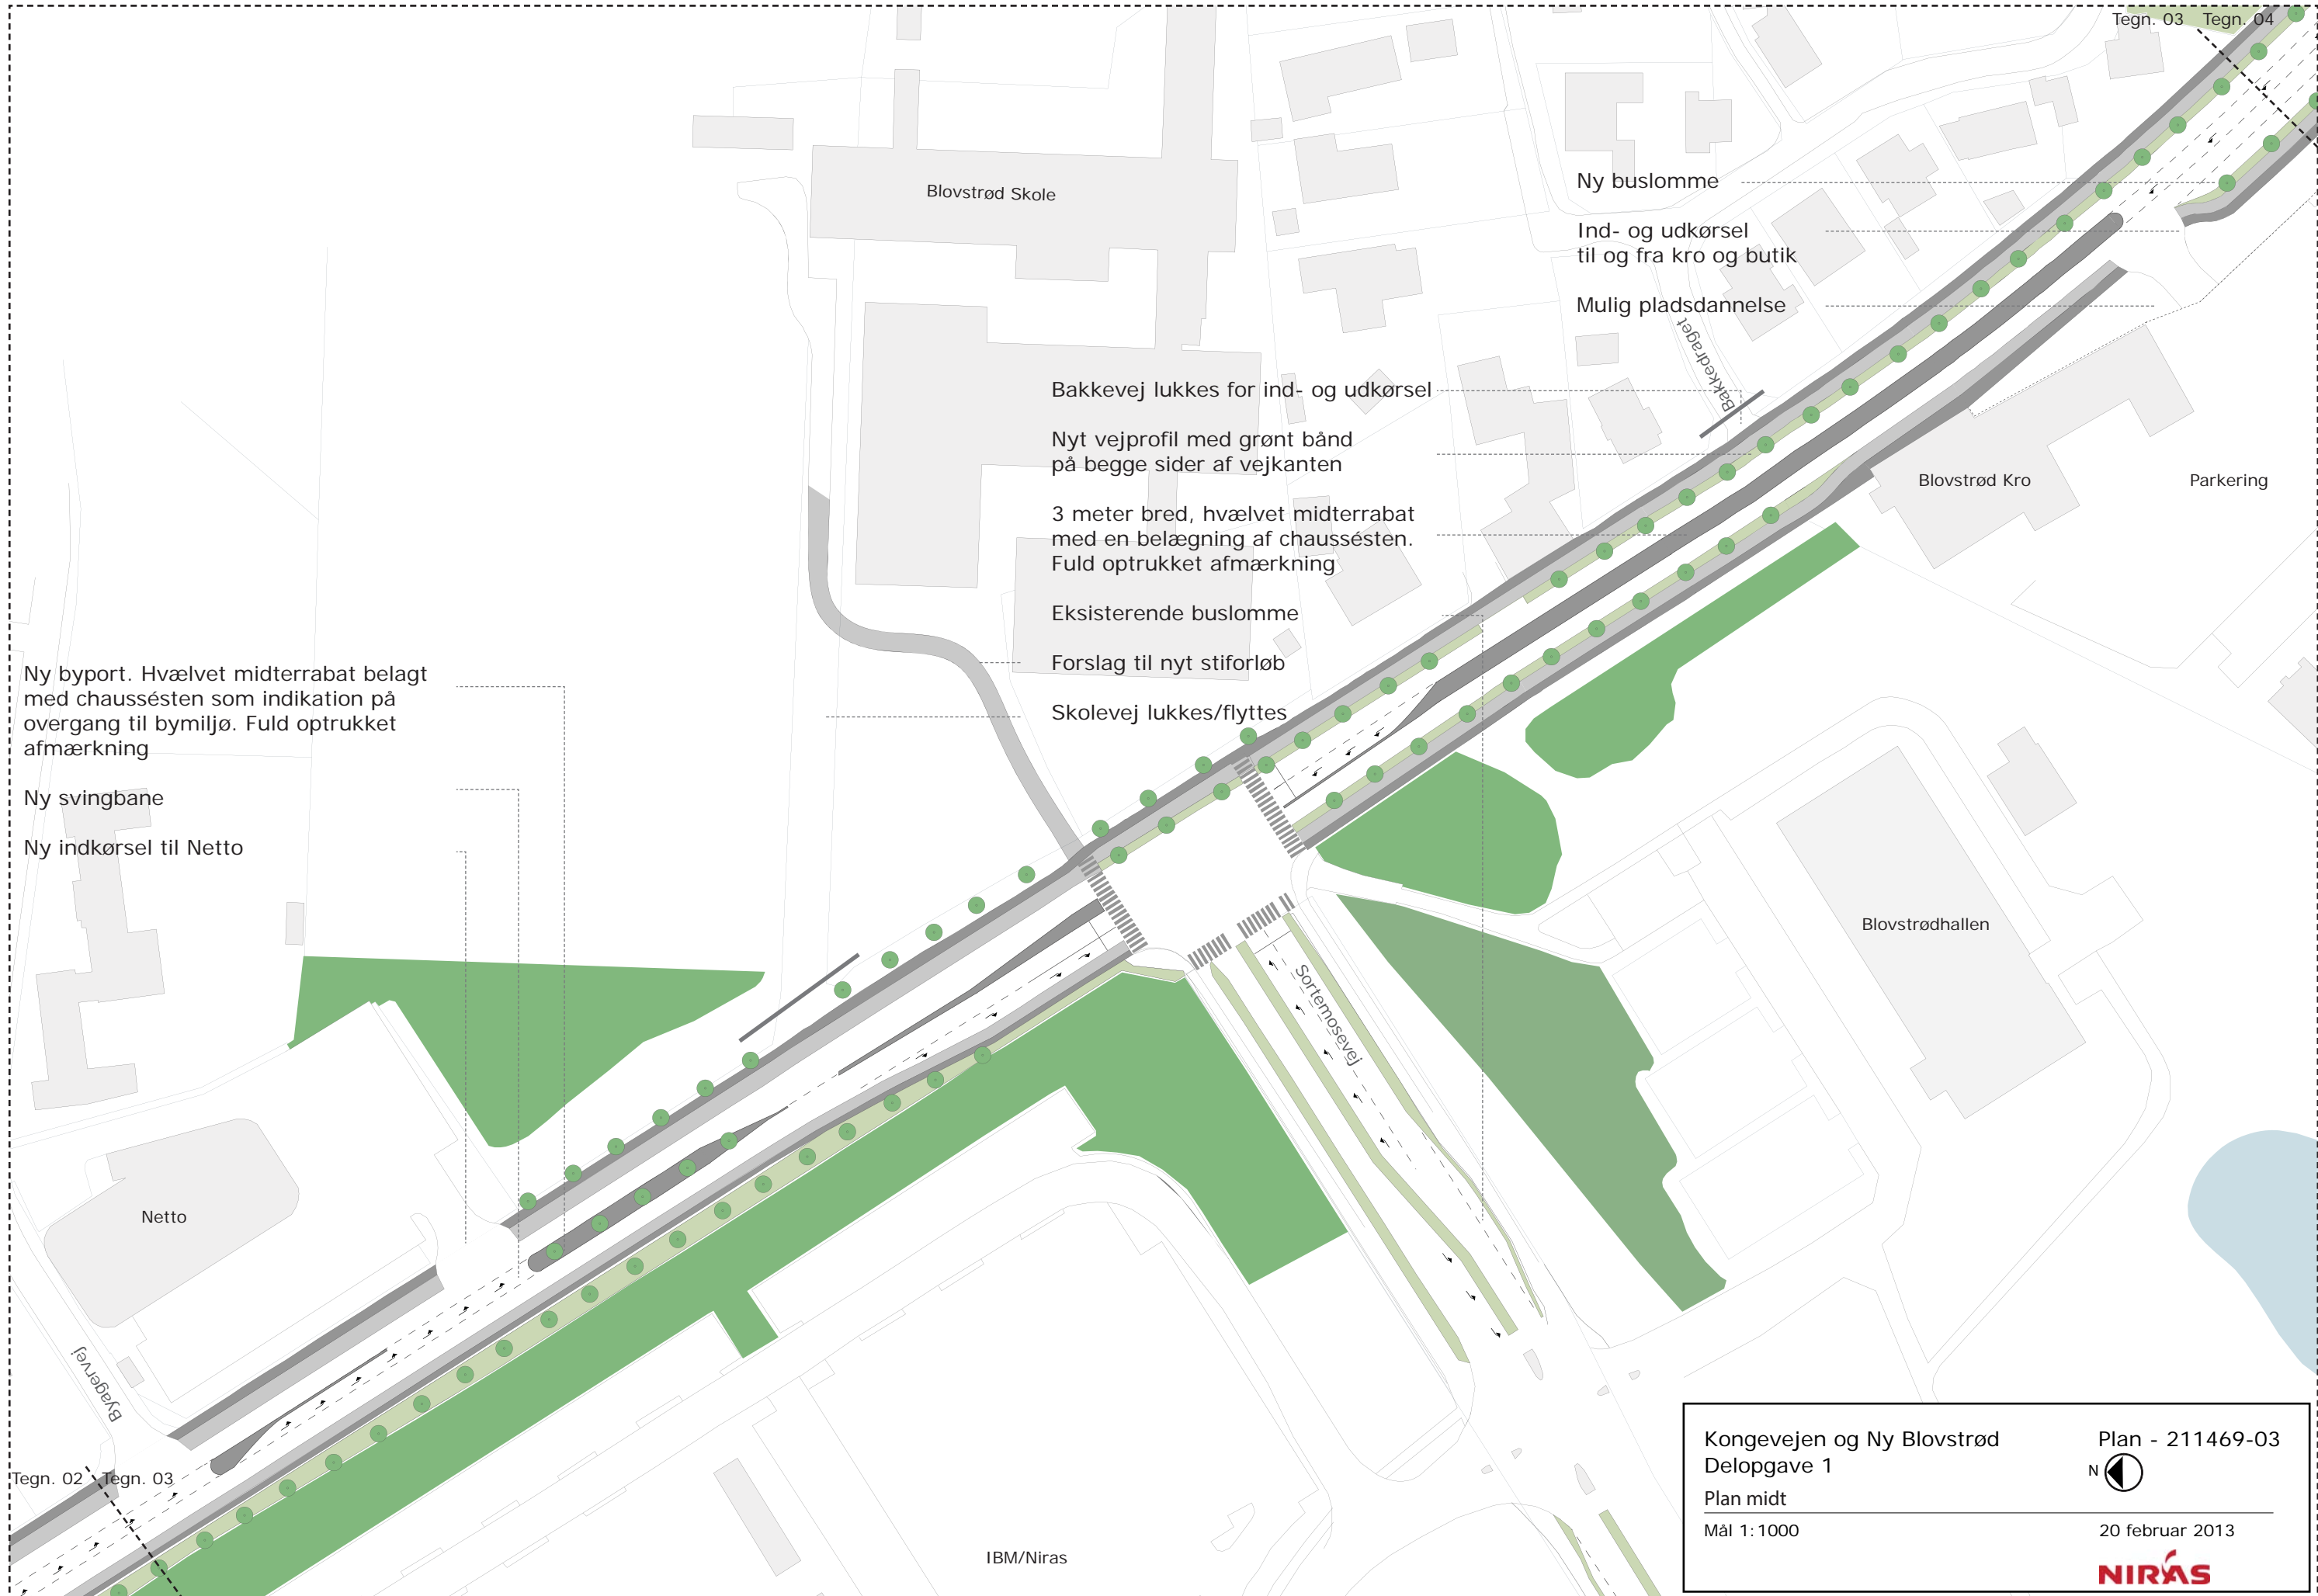 Tegn. 03 Tegn. 04
Blovstrød Skole
Ny buslomme
Ind- og udkørsel
til og fra kro og butik
Mulig pladsdannelse
Bakkedraget
Bakkevej lukkes for ind- og udkørsel
Nyt vejprofil med grønt bånd
på begge sider af vejkanten
3 meter bred, hvælvet midterrabat
med en belægning af chaussésten.
Fuld optrukket afmærkning
Eksisterende buslomme
Forslag til nyt stiforløb
Skolevej lukkes/flyttes
Blovstrød Kro
Parkering
Ny byport. Hvælvet midterrabat belagt
med chaussésten som indikation på
overgang til bymiljø. Fuld optrukket
afmærkning
Ny svingbane
Ny indkørsel til Netto
Blovstrødhallen
Sortemosevej
Netto
Byagervej
Tegn. 02 Tegn. 03
IBM/Niras
Kongevejen og Ny Blovstrød
Delopgave 1
Plan midt
Mål 1:1000
Plan - 211469-03
N
20 februar 2013
NIRAS